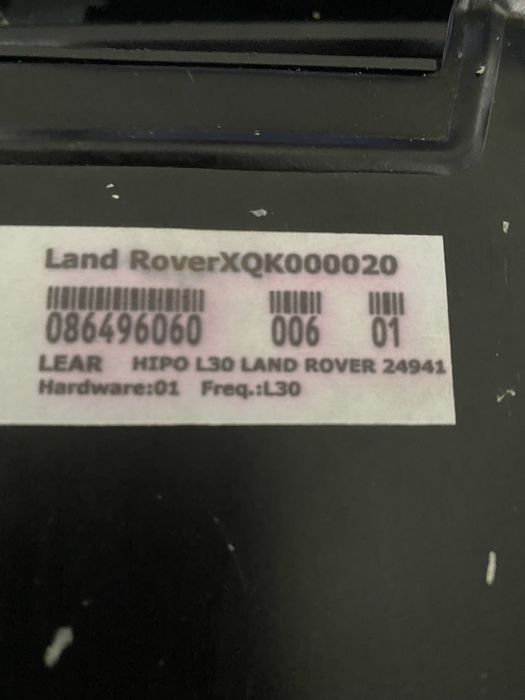 Land RoverXQK000020
086496060 006 01
LEAR HIPO L30 LAND ROVER 24941
Hardware:01 Freq.:L30